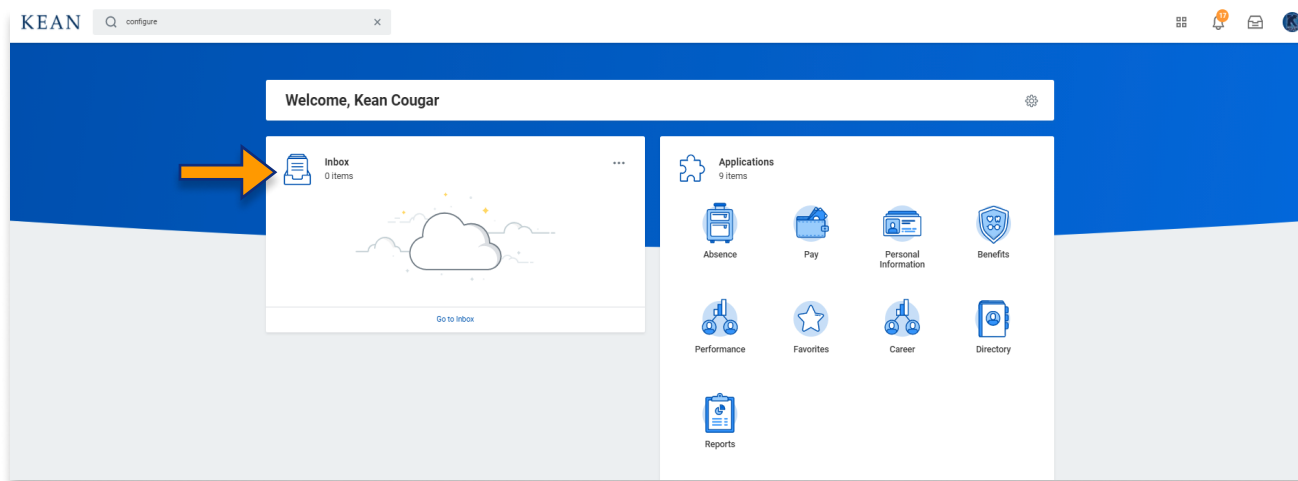 KEAN
configure
17
Welcome, Kean Cougar
Inbox
0 items
Go to Inbox
Applications
9 items
Absence
Pay
Personal
Information
Benefits
Performance
Favorites
Career
Directory
Reports